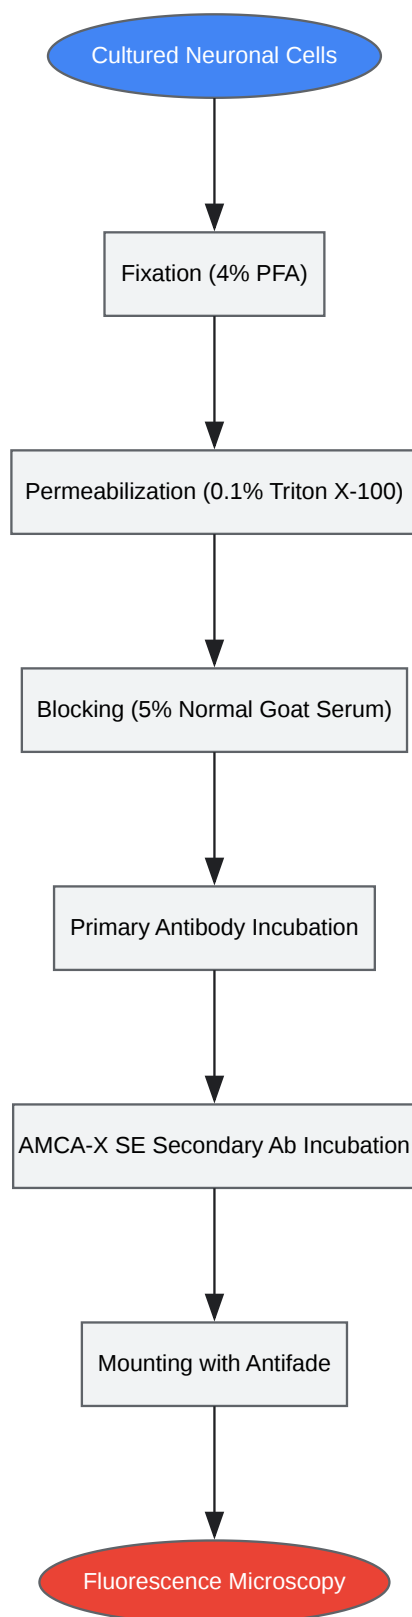 Cultured Neuronal Cells
Fixation (4% PFA)
Permeabilization (0.1% Triton X-100)
Blocking (5% Normal Goat Serum)
Primary Antibody Incubation
AMCA-X SE Secondary Ab Incubation
Mounting with Antifade
Fluorescence Microscopy